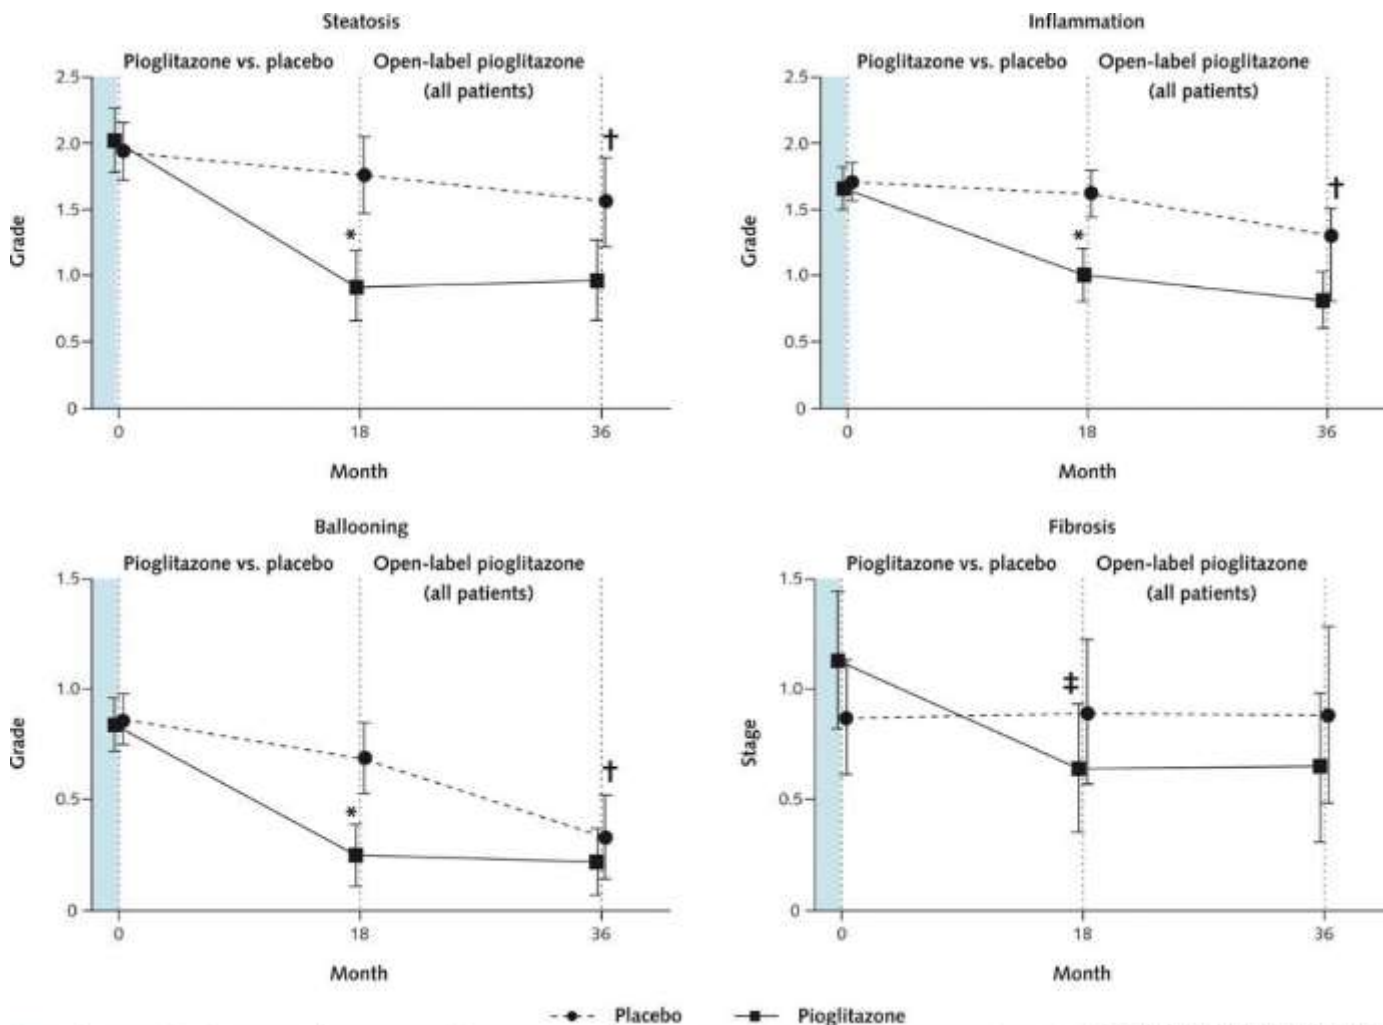 Steatosis
Pioglitazone vs. placebo
Open-label pioglitazone
(all patients)
2.5
2.0
1.5
1.0
0.5
0
Grade
*
†
0
18
36
Month
Inflammation
Pioglitazone vs. placebo
Open-label pioglitazone
(all patients)
2.5
2.0
1.5
1.0
0.5
0
Grade
*
†
0
18
36
Month
Ballooning
Pioglitazone vs. placebo
Open-label pioglitazone
(all patients)
1.5
1.0
0.5
0
Grade
*
†
0
18
36
Month
Fibrosis
Pioglitazone vs. placebo
Open-label pioglitazone
(all patients)
1.5
1.0
0.5
0
Stage
‡
0
18
36
Month
Placebo
Pioglitazone